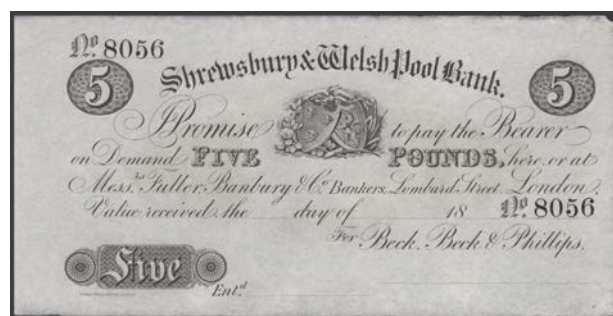 No. 8056
5 Shrewsbury & Welsh Pool Bank. 5
I Promise to pay the Bearer
on Demand FIVE POUNDS, here or at
Messrs. Fuller, Banbury & Co. Bankers, Lombard Street, London.
Value received the day of 18 No. 8056
For Beck, Beck & Phillips.
Five
Entd.